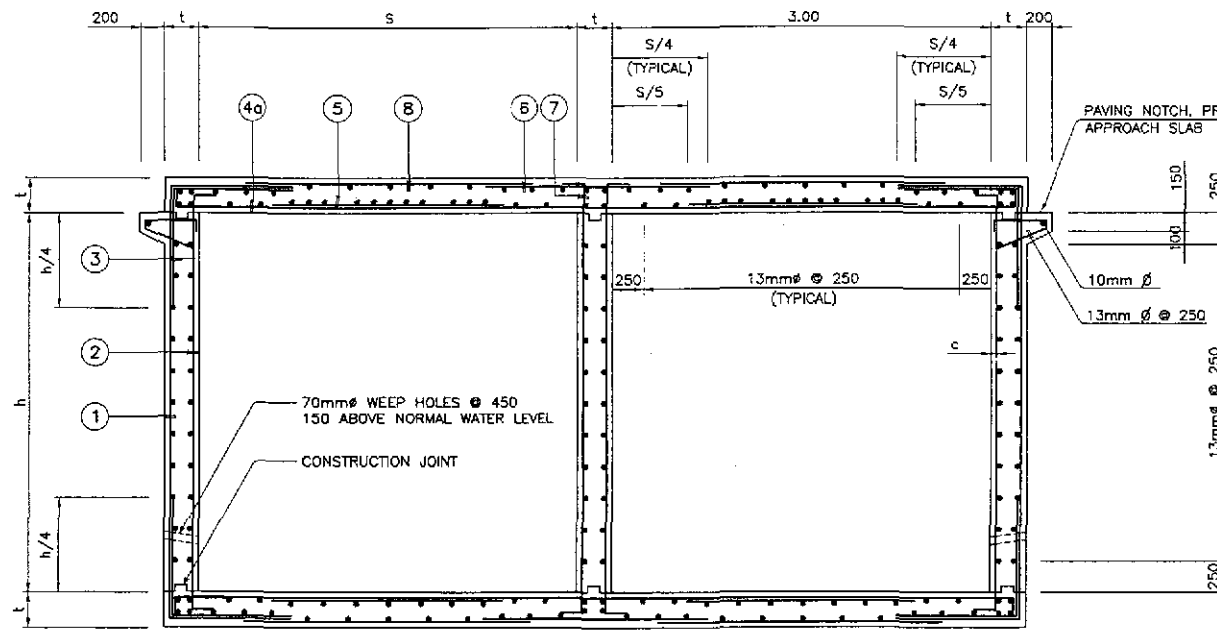 200 t S t 3.00 t 200
S/4 S/4
(TYPICAL) (TYPICAL)
S/5 S/5
4a 5 8 6 7
PAVING NOTCH, PR
APPROACH SLAB
t
150
250
100
h/4
3
250 13mmø @ 250 250
(TYPICAL)
10mm Ø
13mm Ø @ 250
2
c
h
1
70mmø WEEP HOLES @ 450
150 ABOVE NORMAL WATER LEVEL
13mmø @ 250
CONSTRUCTION JOINT
h/4
250
t